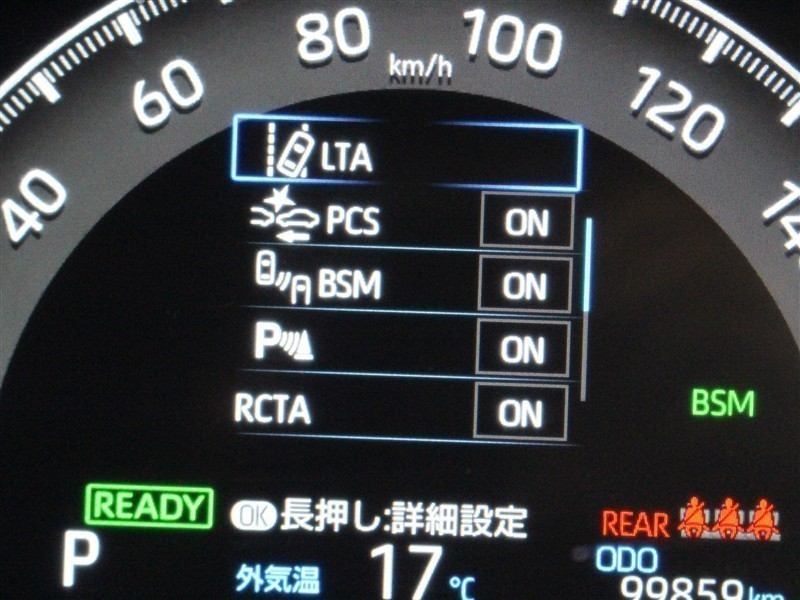 80
100
km/h
60
120
40
LTA
PCS ON
BSM ON
P ON
RCTA ON
BSM
READY
OK 長押し:詳細設定
REAR
P
外気温 17℃
ODO
99859km